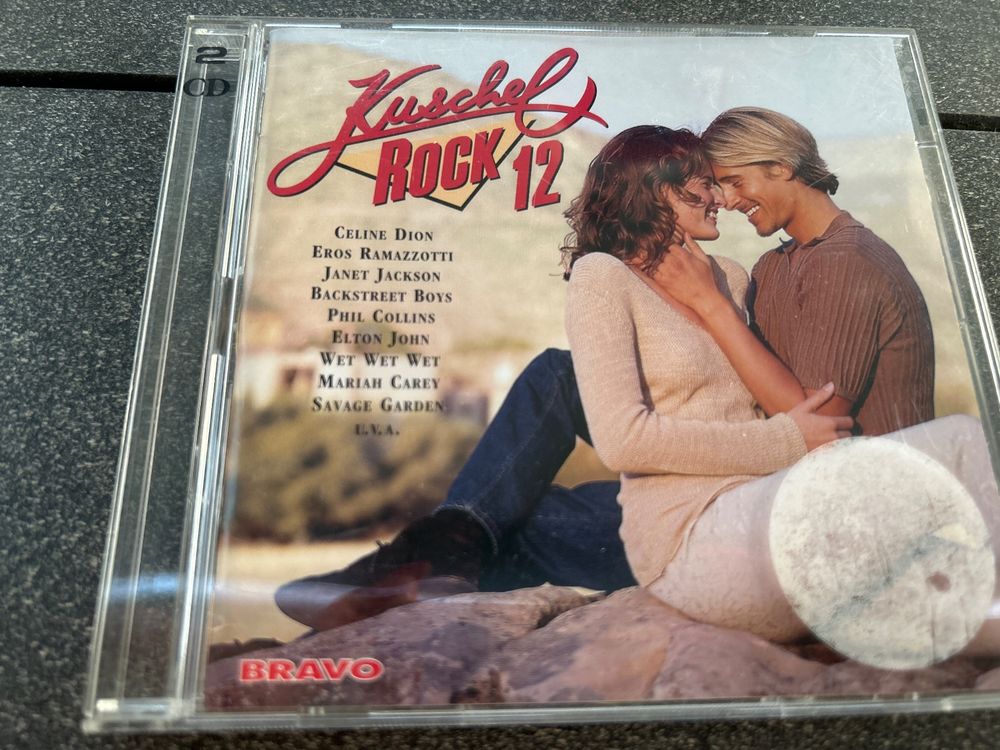 2
CD
Kuschel
ROCK 12
CELINE DION
EROS RAMAZZOTTI
JANET JACKSON
BACKSTREET BOYS
PHIL COLLINS
ELTON JOHN
WET WET WET
MARIAH CAREY
SAVAGE GARDEN
U.V.A.
BRAVO